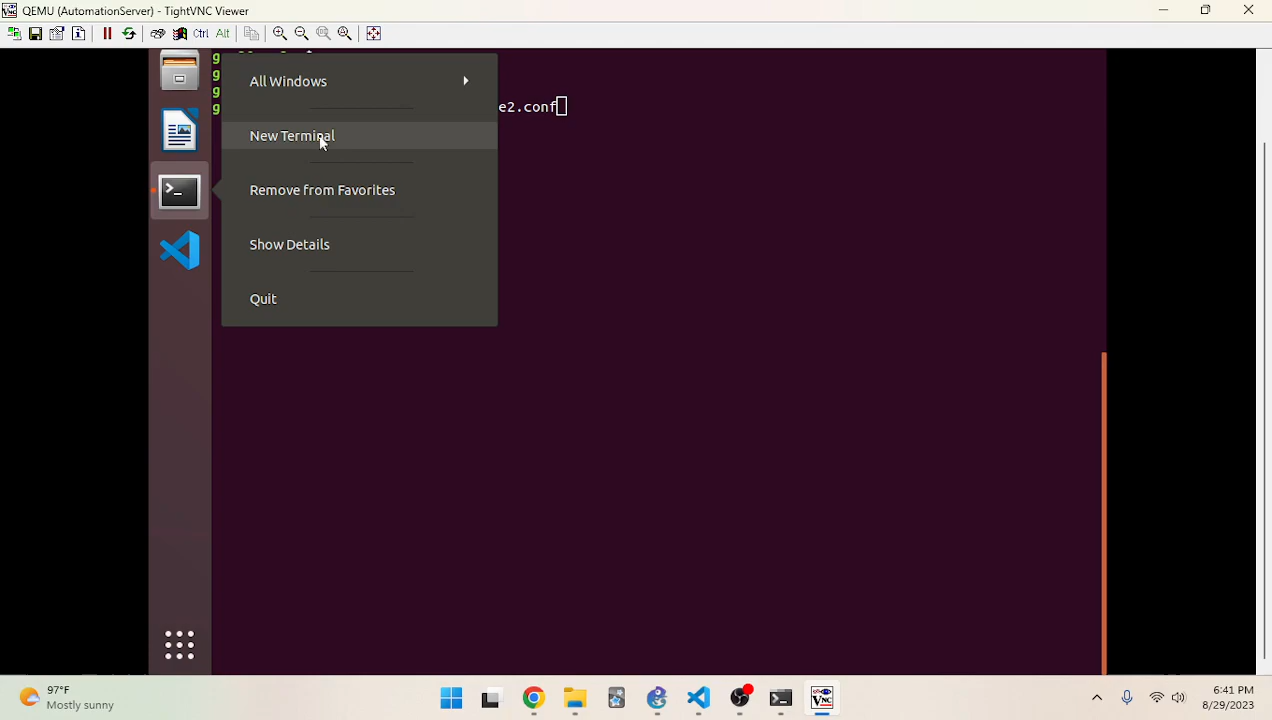 QEMU (AutomationServer) - TightVNC Viewer
Ctrl Alt
g
g
g
g e2.conf
All Windows
New Terminal
Remove from Favorites
Show Details
Quit
97°F
Mostly sunny
VNC
6:41 PM
8/29/2023